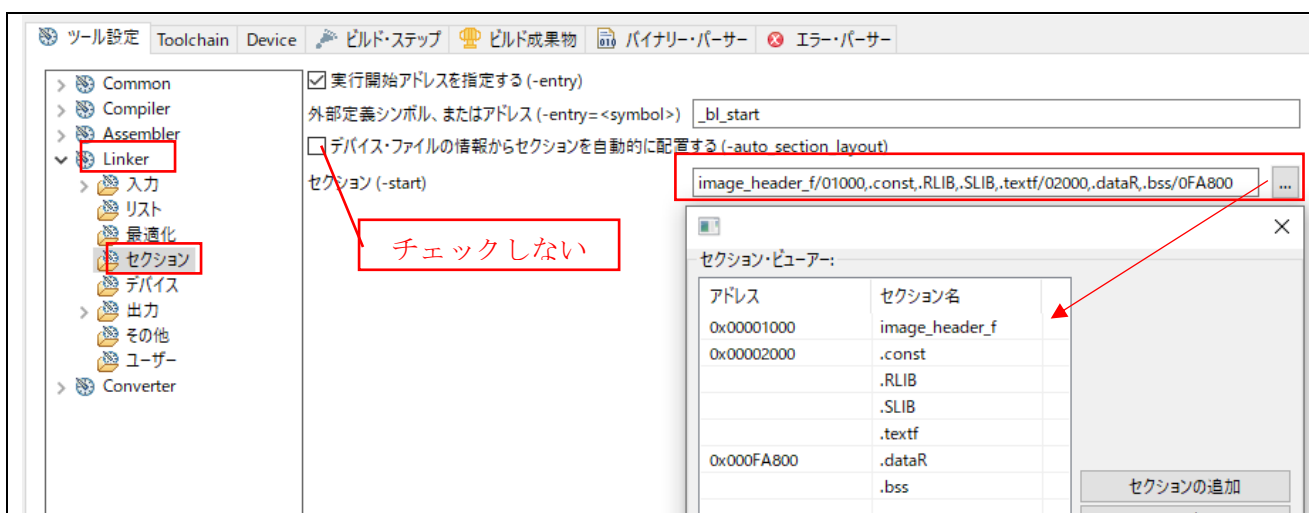 ツール設定 Toolchain Device ビルド・ステップ ビルド成果物 バイナリー・パーサー エラー・パーサー
Common
Compiler
Assembler
Linker
入力
リスト
最適化
セクション
デバイス
出力
その他
ユーザー
Converter
実行開始アドレスを指定する (-entry)
外部定義シンボル、またはアドレス (-entry=<symbol>) _bl_start
デバイス・ファイルの情報からセクションを自動的に配置する (-auto_section_layout)
セクション (-start) image_header_f/01000,.const,.RLIB,.SLIB,.textf/02000,.dataR,.bss/0FA800 ...
チェックしない
セクション・ビューアー:
アドレス セクション名
0x00001000 image_header_f
0x00002000 .const
.RLIB
.SLIB
.textf
0x000FA800 .dataR
.bss
セクションの追加